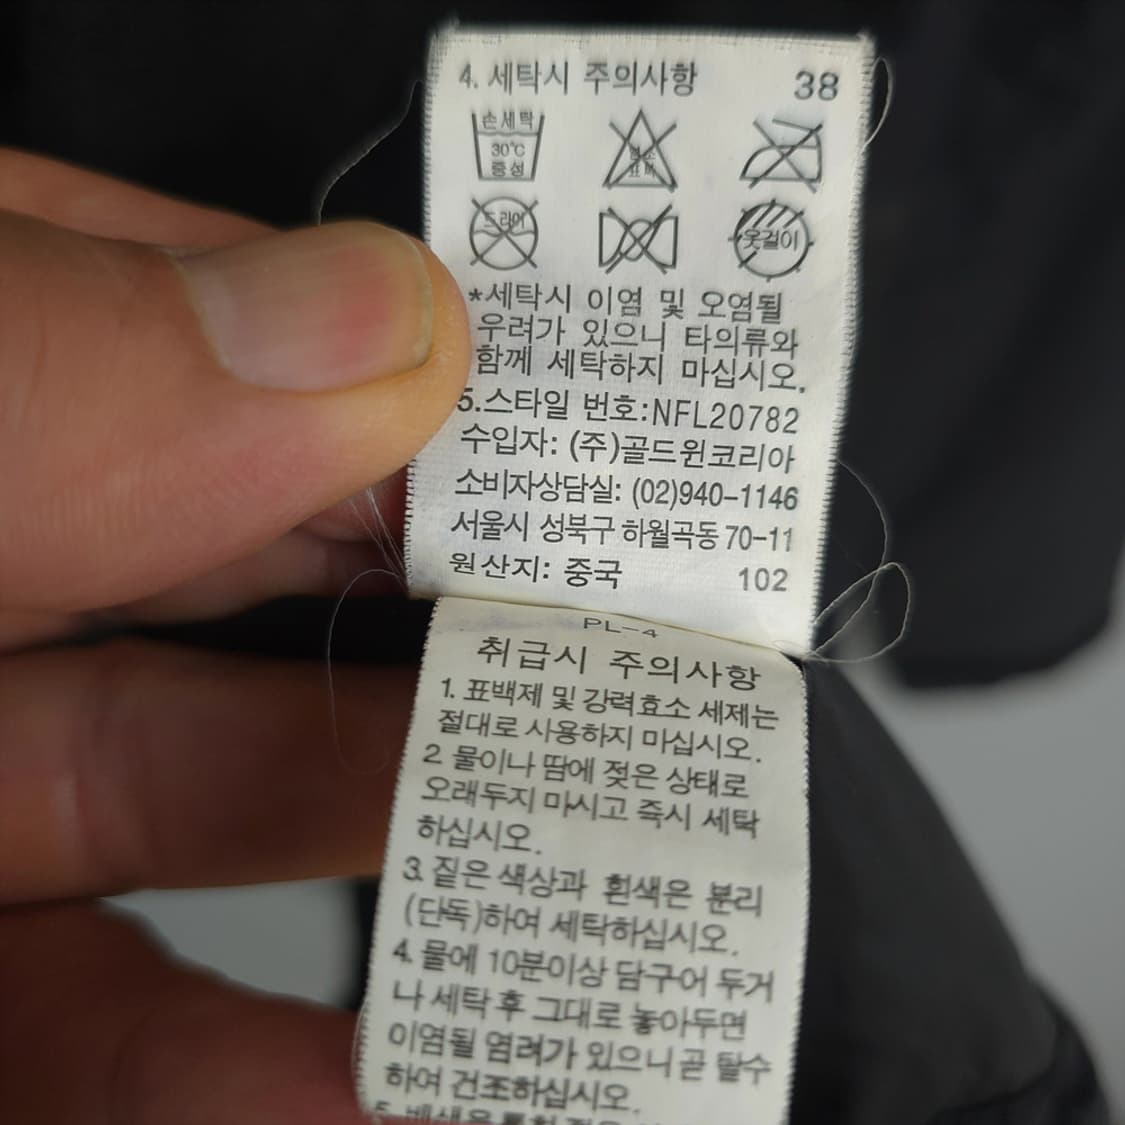 4. 세탁시 주의사항 38
손세탁
30℃
중성
염소
표백
드라이
옷걸이
*세탁시 이염 및 오염될
우려가 있으니 타의류와
함께 세탁하지 마십시오.
5.스타일 번호:NFL20782
수입자: (주)골드윈코리아
소비자상담실: (02)940-1146
서울시 성북구 하월곡동 70-11
원산지: 중국 102
PL-4
취급시 주의사항
1. 표백제 및 강력효소 세제는
절대로 사용하지 마십시오.
2 물이나 땀에 젖은 상태로
오래두지 마시고 즉시 세탁
하십시오.
3. 짙은 색상과 흰색은 분리
(단독)하여 세탁하십시오.
4. 물에 10분이상 담구어 두거
나 세탁 후 그대로 놓아두면
이염될 염려가 있으니 곧 탈수
하여 건조하십시오.